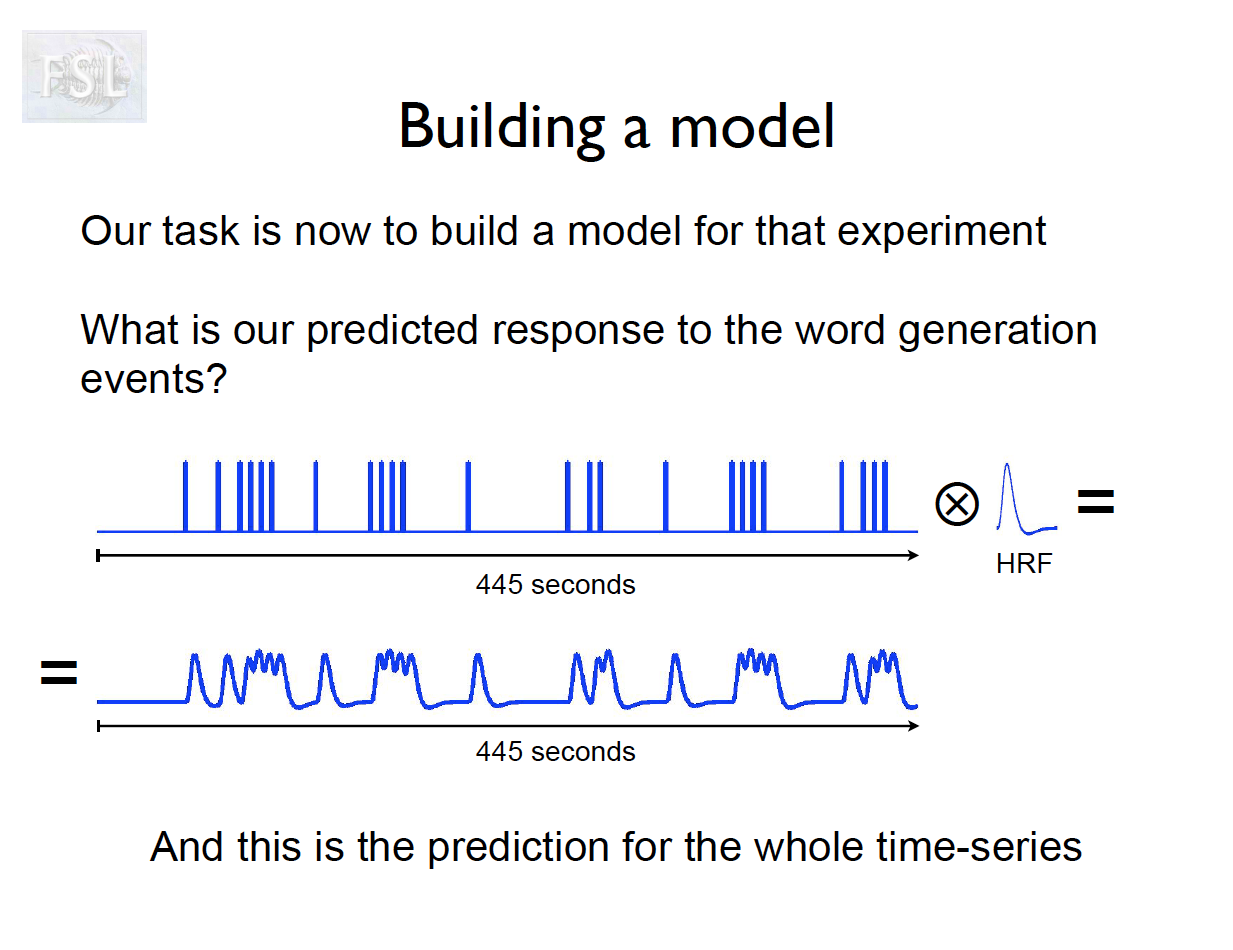 FSL
Building a model
Our task is now to build a model for that experiment
What is our predicted response to the word generation
events?
⊗
=
HRF
445 seconds
=
445 seconds
And this is the prediction for the whole time-series